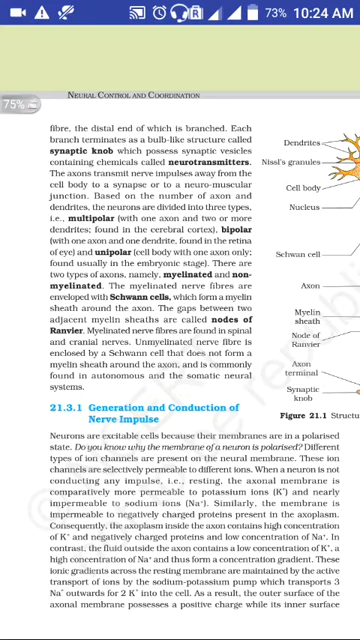 73% 10:24 AM
NEURAL CONTROL AND COORDINATION
75%
fibre, the distal end of which is branched. Each
branch terminates as a bulb-like structure called
synaptic knob which possess synaptic vesicles
containing chemicals called neurotransmitters.
The axons transmit nerve impulses away from the
cell body to a synapse or to a neuro-muscular
junction. Based on the number of axon and
dendrites, the neurons are divided into three types,
i.e., multipolar (with one axon and two or more
dendrites; found in the cerebral cortex), bipolar
(with one axon and one dendrite, found in the retina
of eye) and unipolar (cell body with one axon only;
found usually in the embryonic stage). There are
two types of axons, namely, myelinated and non-
myelinated. The myelinated nerve fibres are
enveloped with Schwann cells, which form a myelin
sheath around the axon. The gaps between two
adjacent myelin sheaths are called nodes of
Ranvier. Myelinated nerve fibres are found in spinal
and cranial nerves. Unmyelinated nerve fibre is
enclosed by a Schwann cell that does not form a
myelin sheath around the axon, and is commonly
found in autonomous and the somatic neural
systems.
Dendrites
Nissl's granules
Cell body
Nucleus
Schwan cell
Axon
Myelin
sheath
Node of
Ranvier
Axon
terminal
Synaptic
knob
Figure 21.1 Structu
21.3.1 Generation and Conduction of
Nerve Impulse
Neurons are excitable cells because their membranes are in a polarised
state. Do you know why the membrane of a neuron is polarised? Different
types of ion channels are present on the neural membrane. These ion
channels are selectively permeable to different ions. When a neuron is not
conducting any impulse, i.e., resting, the axonal membrane is
comparatively more permeable to potassium ions (K⁺) and nearly
impermeable to sodium ions (Na⁺). Similarly, the membrane is
impermeable to negatively charged proteins present in the axoplasm.
Consequently, the axoplasm inside the axon contains high concentration
of K⁺ and negatively charged proteins and low concentration of Na⁺. In
contrast, the fluid outside the axon contains a low concentration of K⁺, a
high concentration of Na⁺ and thus form a concentration gradient. These
ionic gradients across the resting membrane are maintained by the active
transport of ions by the sodium-potassium pump which transports 3
Na⁺ outwards for 2 K⁺ into the cell. As a result, the outer surface of the
axonal membrane possesses a positive charge while its inner surface